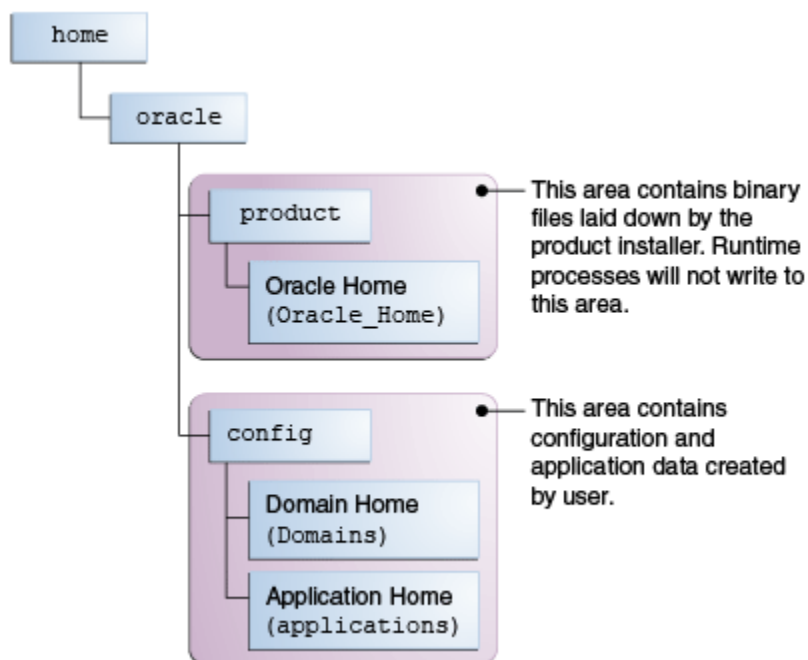 home
oracle
product
This area contains binary
files laid down by the
product installer. Runtime
processes will not write to
this area.
Oracle Home
(Oracle_Home)
config
This area contains
configuration and
application data created
by user.
Domain Home
(Domains)
Application Home
(applications)